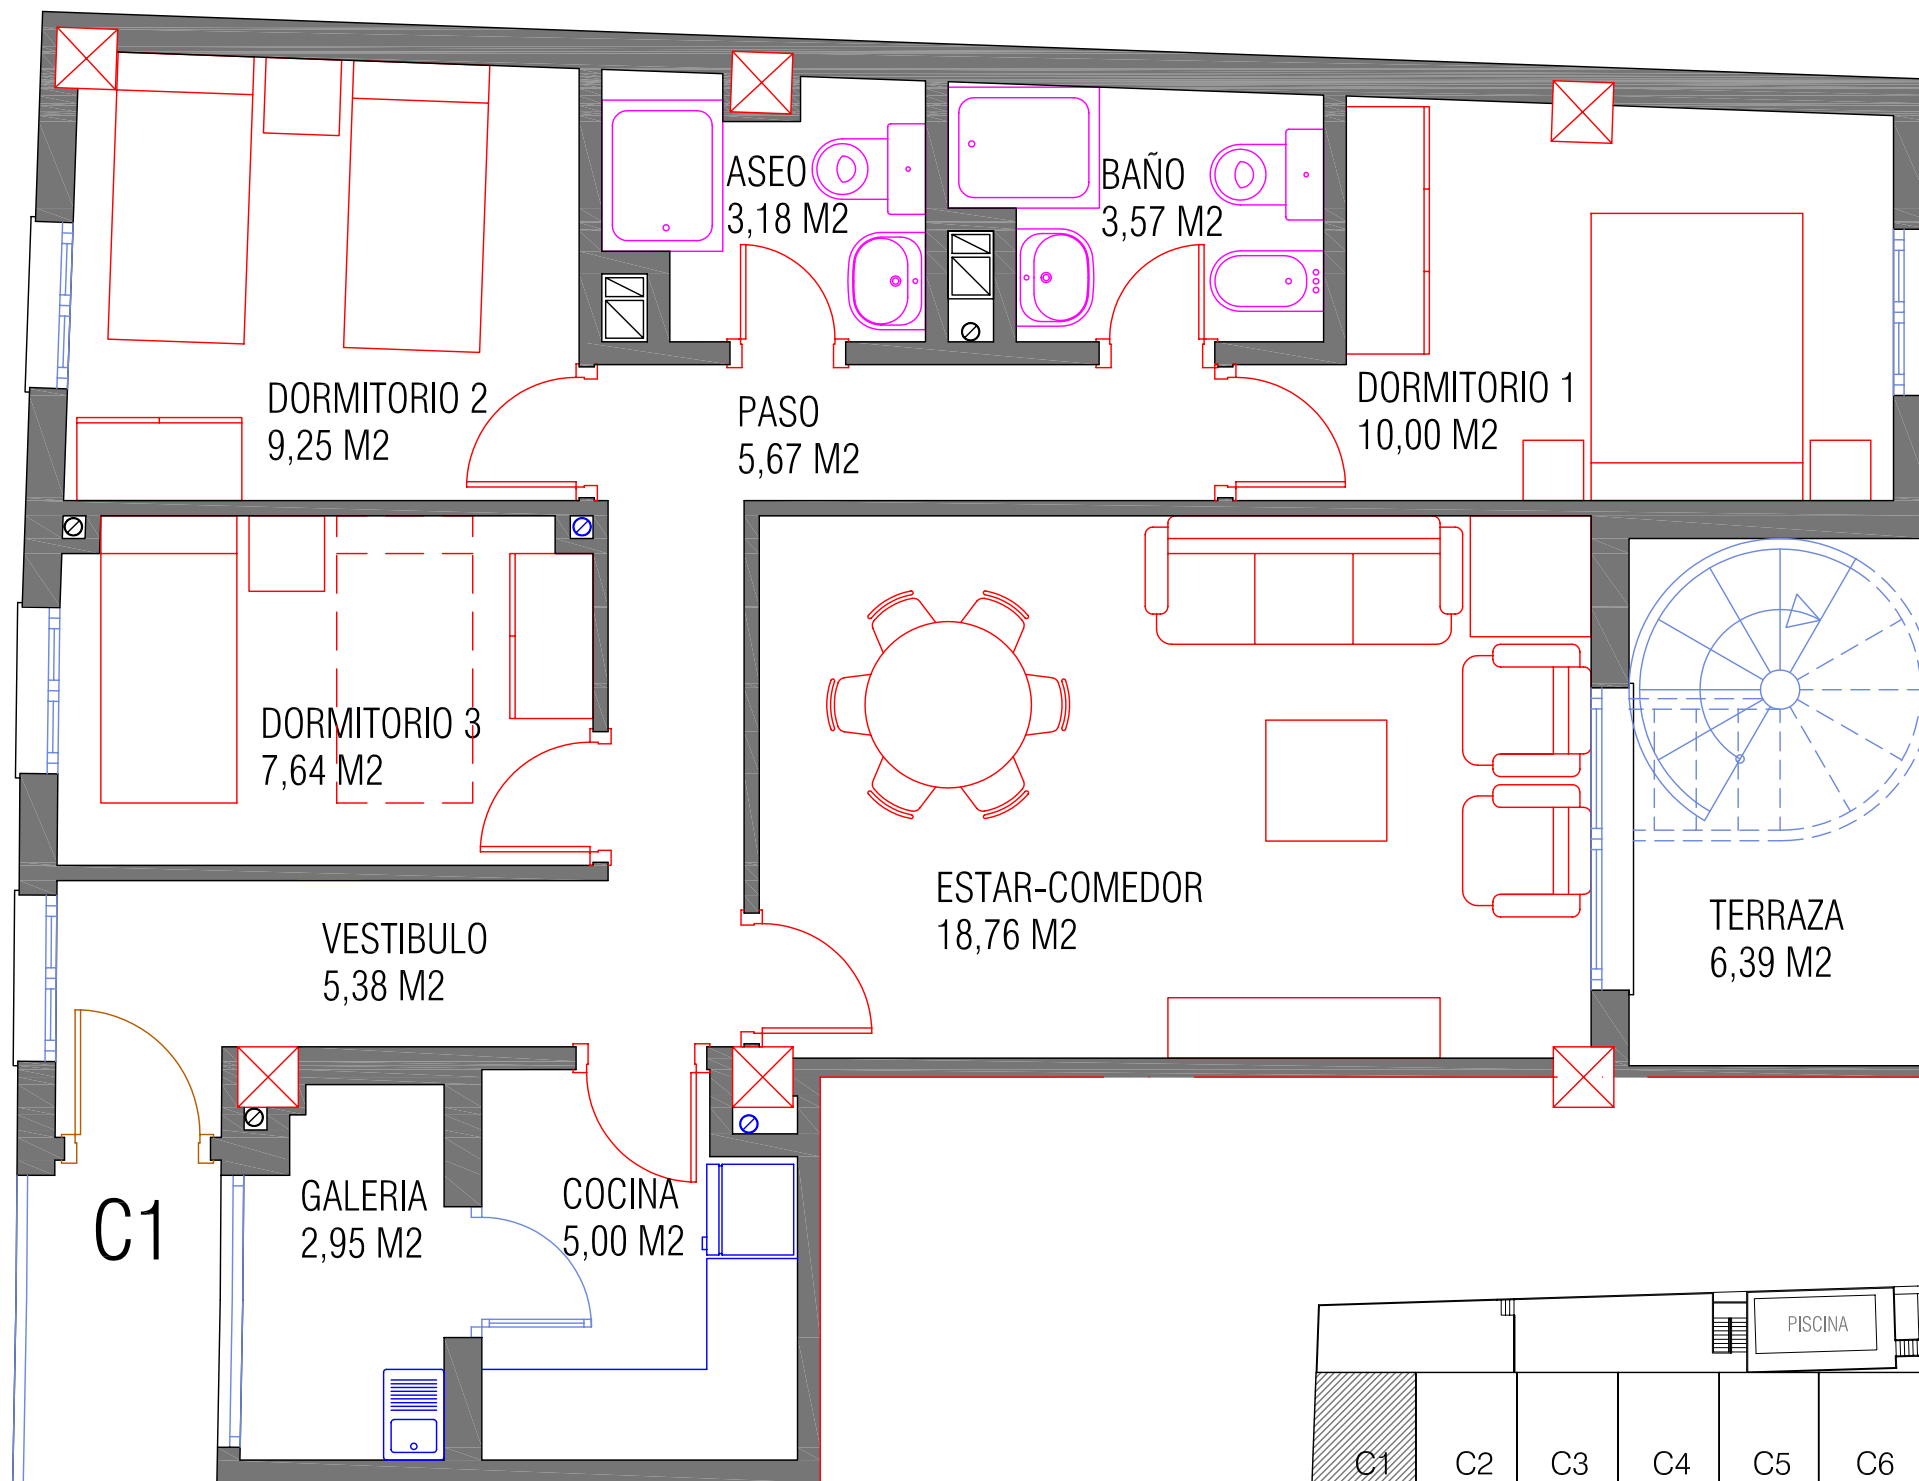 ASEO
3,18 M2
BAÑO
3,57 M2
DORMITORIO 2
9,25 M2
PASO
5,67 M2
DORMITORIO 1
10,00 M2
DORMITORIO 3
7,64 M2
ESTAR-COMEDOR
18,76 M2
TERRAZA
6,39 M2
VESTIBULO
5,38 M2
C1
GALERIA
2,95 M2
COCINA
5,00 M2
PISCINA
C1 C2 C3 C4 C5 C6